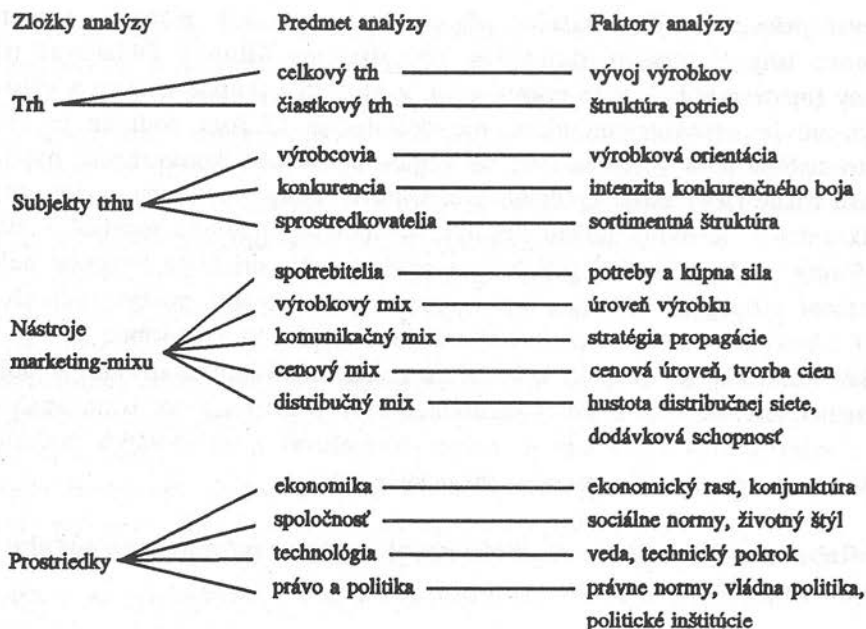 Zložky analýzy Predmet analýzy Faktory analýzy
celkový trh vývoj výrobkov
Trh
čiastkový trh štruktúra potrieb
výrobcovia výrobková orientácia
konkurencia intenzita konkurenčného boja
Subjekty trhu
sprostredkovatelia sortimentná štruktúra
spotrebitelia potreby a kúpna sila
výrobkový mix úroveň výrobku
Nástroje
komunikačný mix stratégia propagácie
marketing-mixu
cenový mix cenová úroveň, tvorba cien
distribučný mix hustota distribučnej siete,
dodávková schopnosť
ekonomika ekonomický rast, konjunktúra
spoločnosť sociálne normy, životný štýl
technológia veda, technický pokrok
Prostriedky
právo a politika právne normy, vládna politika,
politické inštitúcie